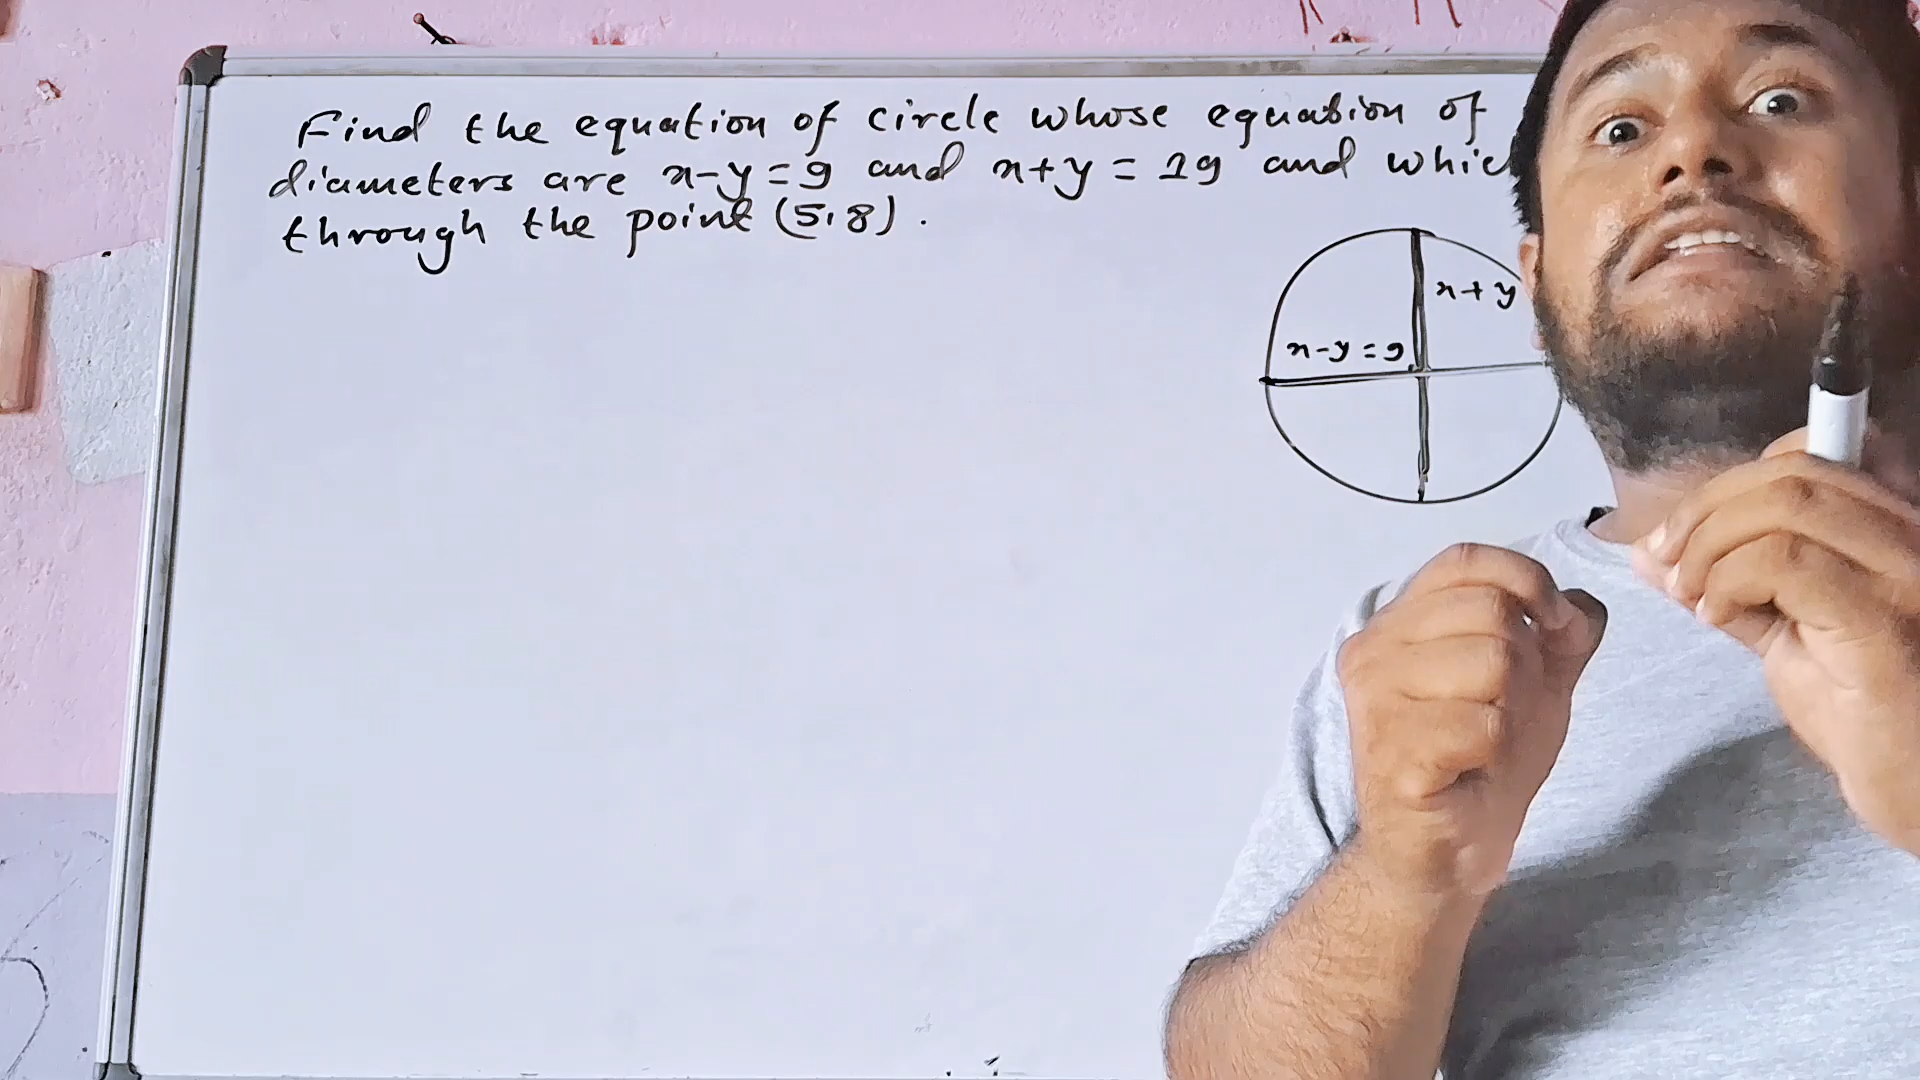 Find the equation of circle whose equation of
diameters are x-y=9 and x+y = 19 and
through the point (5,8).
x+y
x-y=9